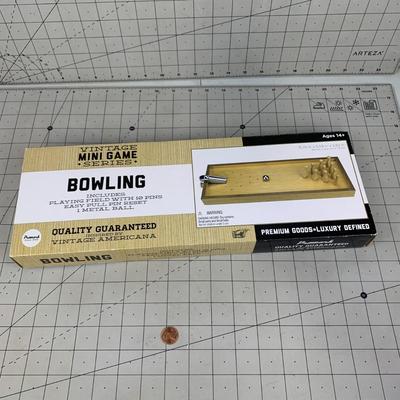 ARTEZA
VINTAGE
MINI GAME
•SERIES•
BOWLING
INCLUDES
PLAYING FIELD WITH 10 PINS
EASY PULL PIN RESET
1 METAL BALL
QUALITY GUARANTEED
INSPIRED BY
VINTAGE AMERICANA
Ages 14+
WARNING
PREMIUM GOODS+LUXURY DEFINED
BOWLING
QUALITY GUARANTEED